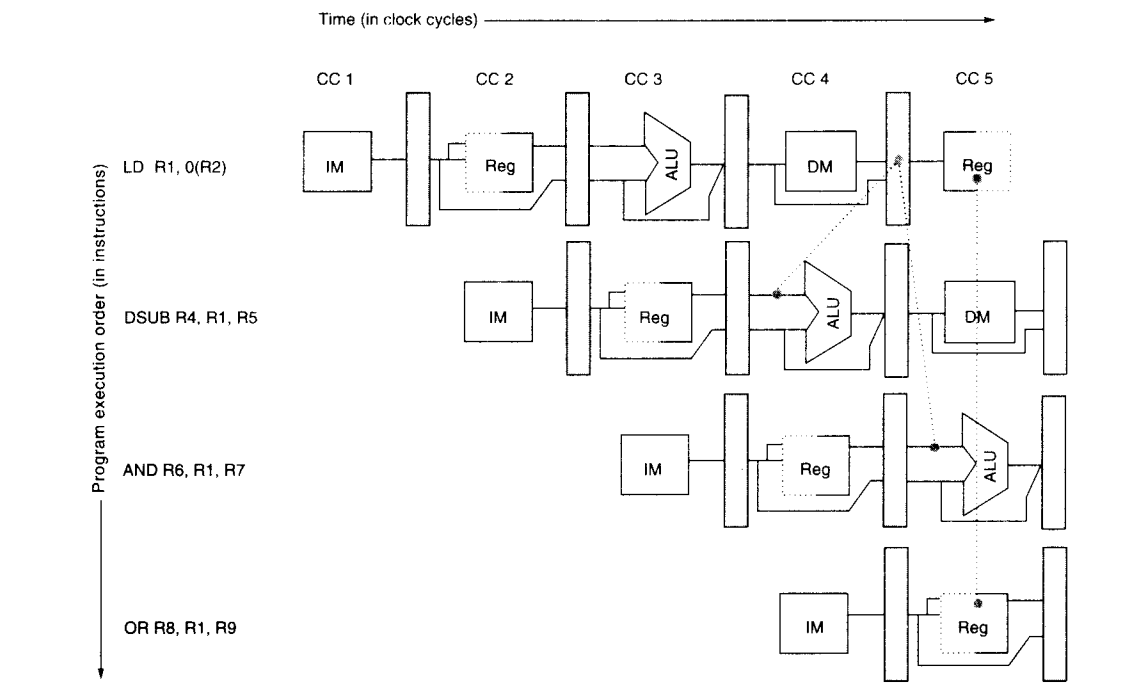 Time (in clock cycles)
CC 1 CC 2 CC 3 CC 4 CC 5
Program execution order (in instructions)
LD R1, 0(R2) IM Reg ALU DM Reg
DSUB R4, R1, R5 IM Reg ALU DM
AND R6, R1, R7 IM Reg ALU
OR R8, R1, R9 IM Reg